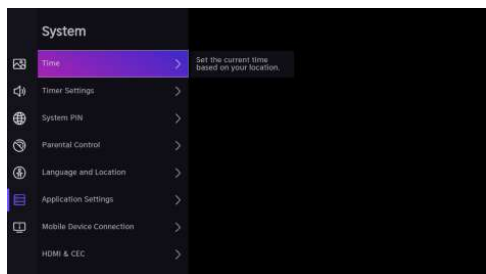 System
Time
Set the current time
based on your location.
Timer Settings
System PIN
Parental Control
Language and Location
Application Settings
Mobile Device Connection
HDMI & CEC